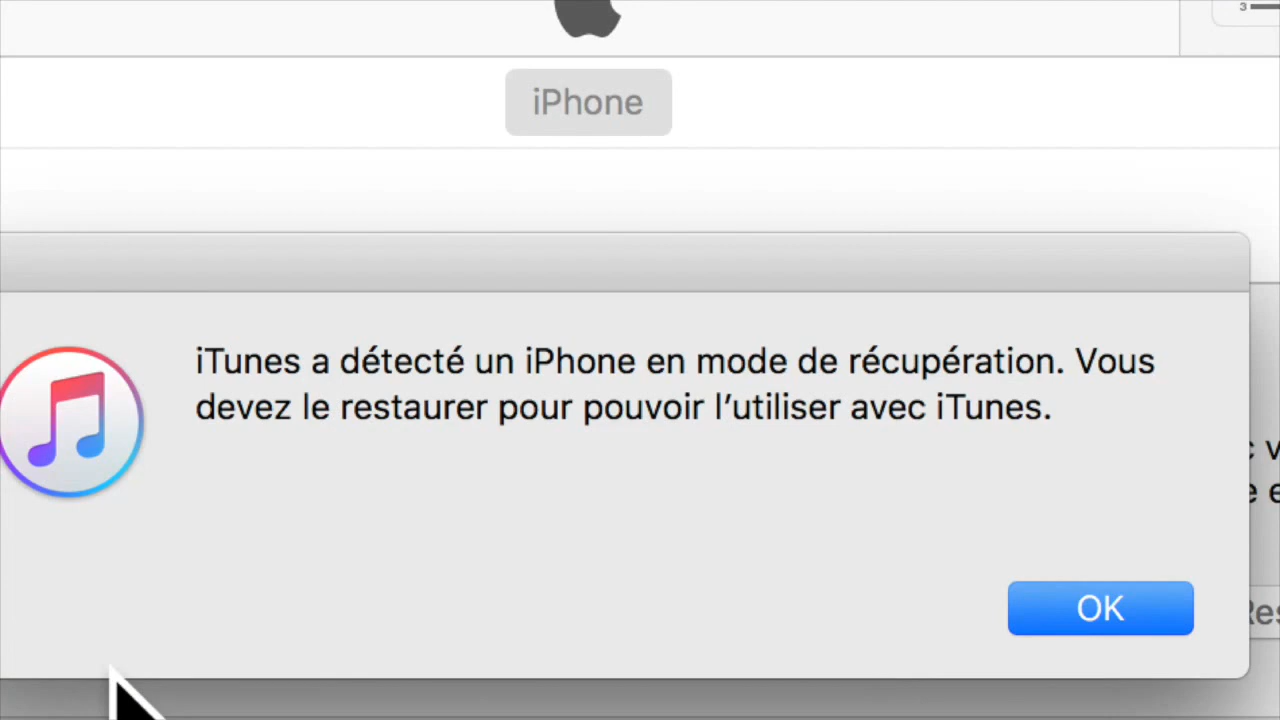 3
iPhone
iTunes a détecté un iPhone en mode de récupération. Vous
devez le restaurer pour pouvoir l’utiliser avec iTunes.
OK